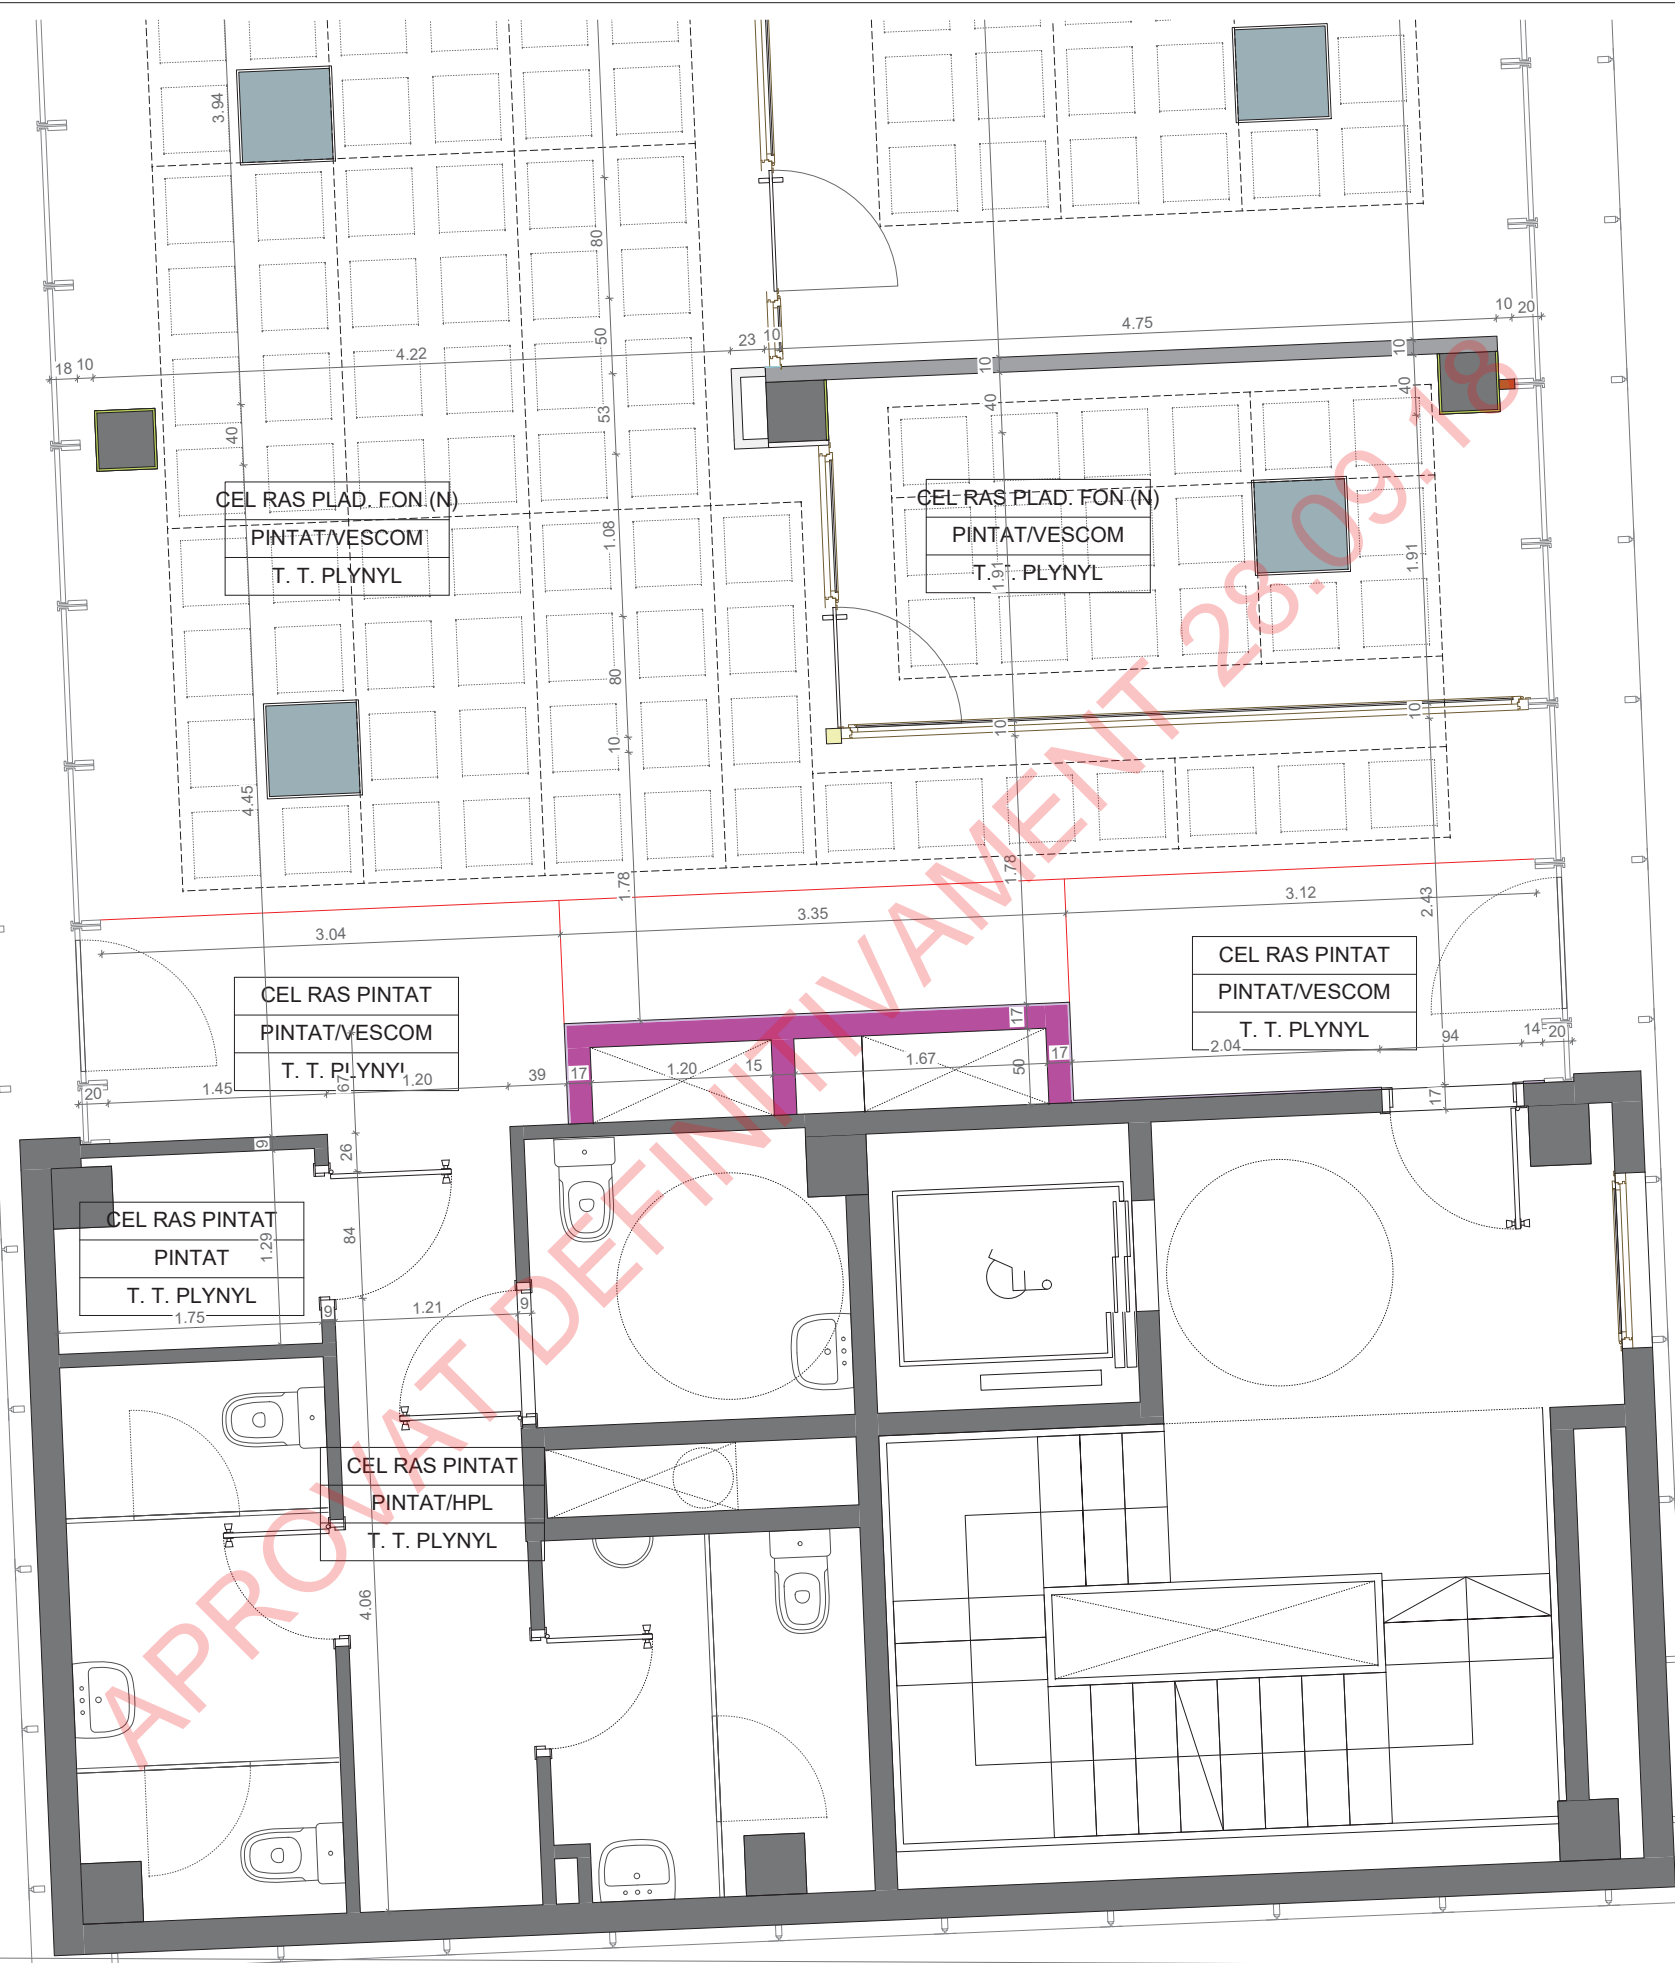 3.94
80
50
53
1.08
80
10
1.78
40
4.45
18 10
4.22
23
10
4.75
10 20
10
40
1.91
10
1.78
10
40
1.91
10
2.43
CEL RAS PLAD. FON (N)
PINTAT/VESCOM
T. T. PLYNYL
CEL RAS PLAD. FON (N)
PINTAT/VESCOM
T. T. PLYNYL
3.04
3.35
3.12
CEL RAS PINTAT
PINTAT/VESCOM
T. T. PLYNYL
CEL RAS PINTAT
PINTAT/VESCOM
T. T. PLYNYL
20
1.45
67
1.20
39
17
1.20
15
1.67
17
50
17
2.04
94
14
20
17
9
26
84
CEL RAS PINTAT
PINTAT
T. T. PLYNYL
1.29
1.75
9
1.21
9
CEL RAS PINTAT
PINTAT/HPL
T. T. PLYNYL
4.06
APROVAT DEFINITIVAMENT 28.09.18